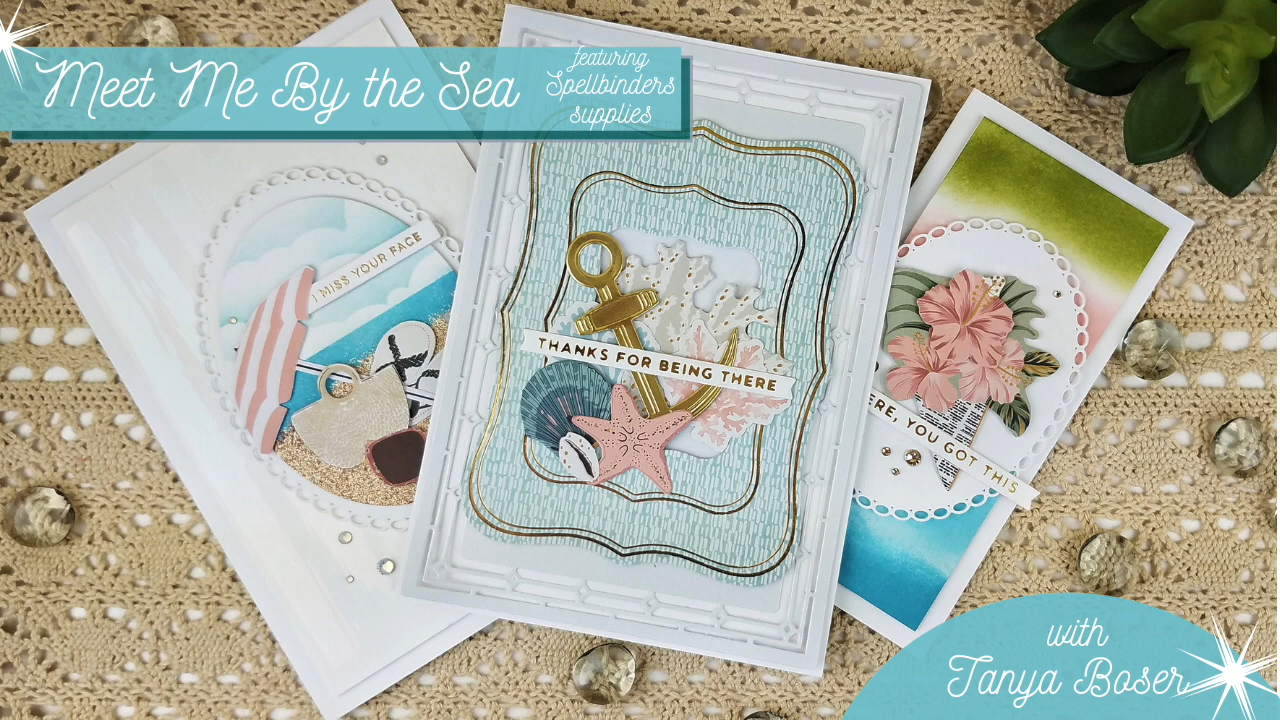 Meet Me By the Sea
featuring
Spellbinders
supplies
I MISS YOUR FACE
THANKS FOR BEING THERE
YOU GOT THIS
with
Tanya Boser